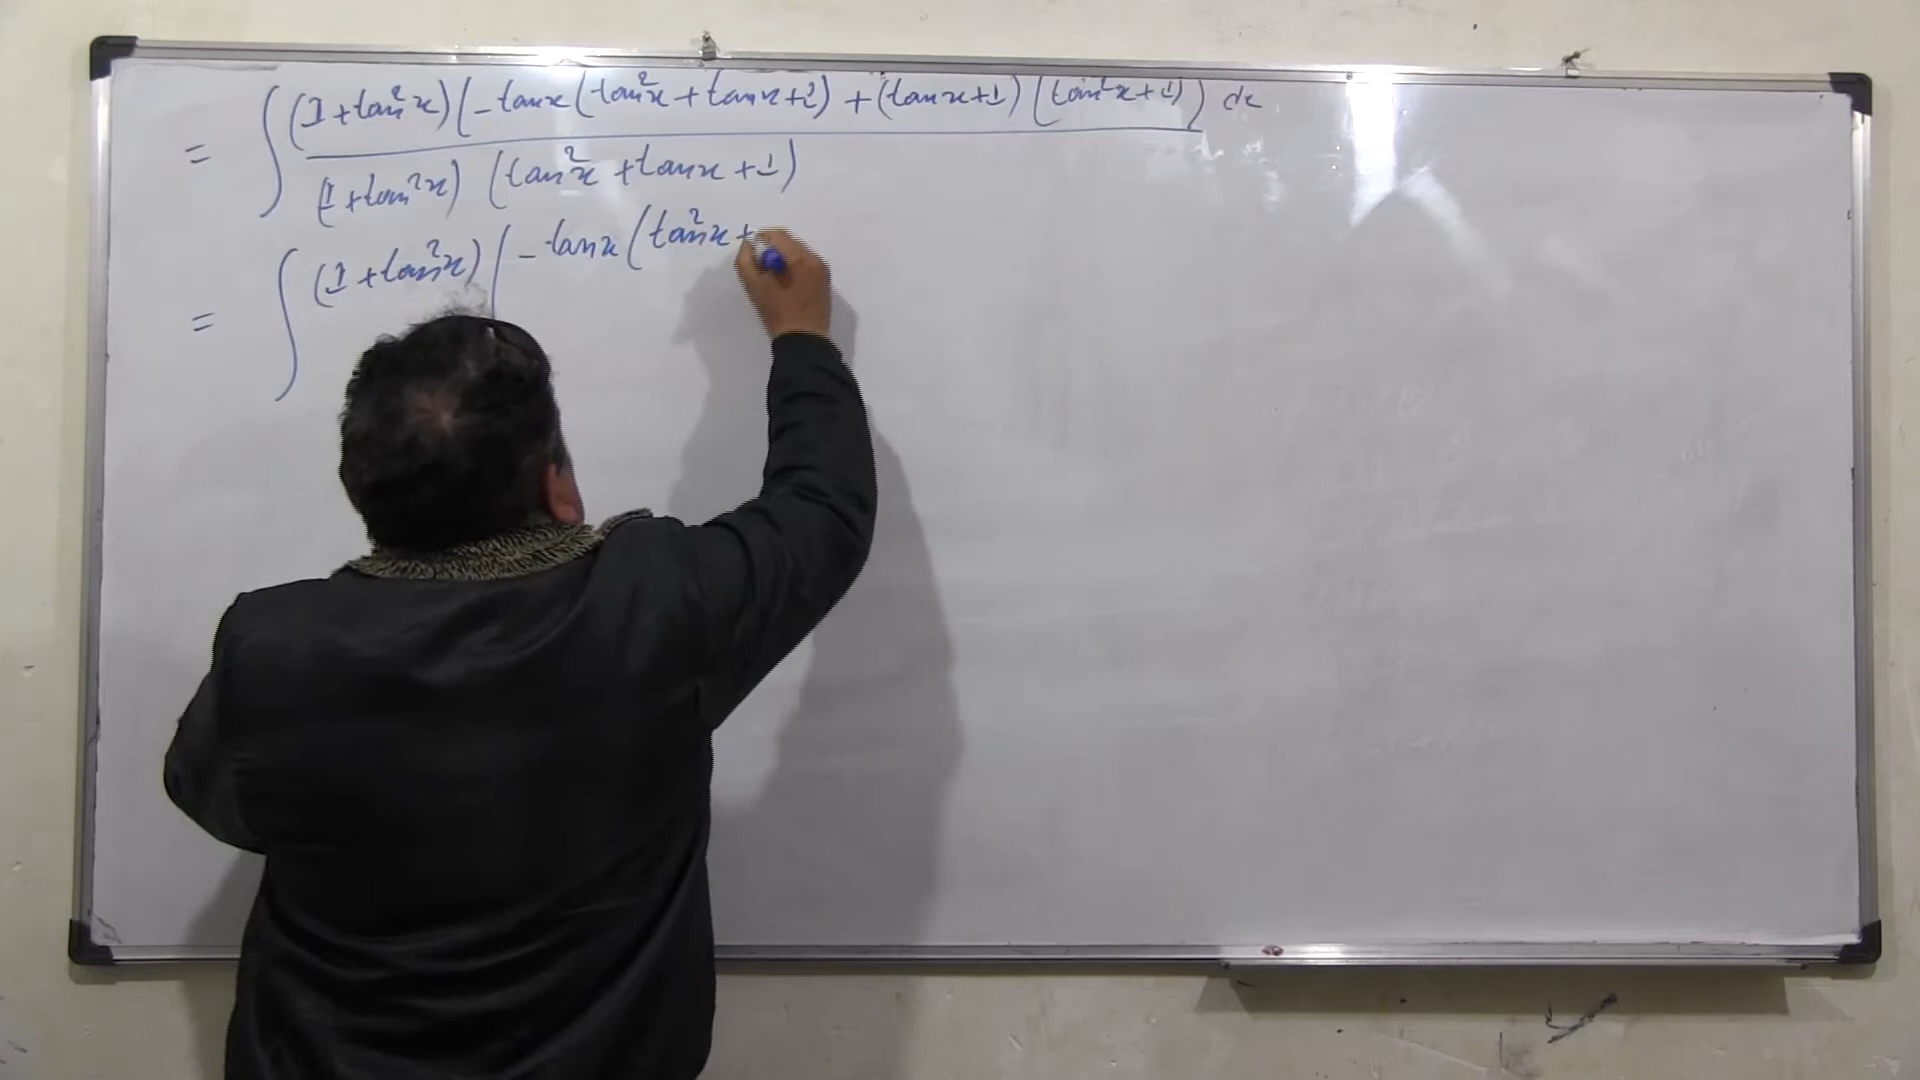 = ∫ (1+tan²x)(-tanx(tan²x+tanx+1)+(tanx+1)(tan²x+1)) / (1+tan²x)(tan²x+tanx+1) dx
= ∫ (1+tan²x)(-tanx(tan²x+